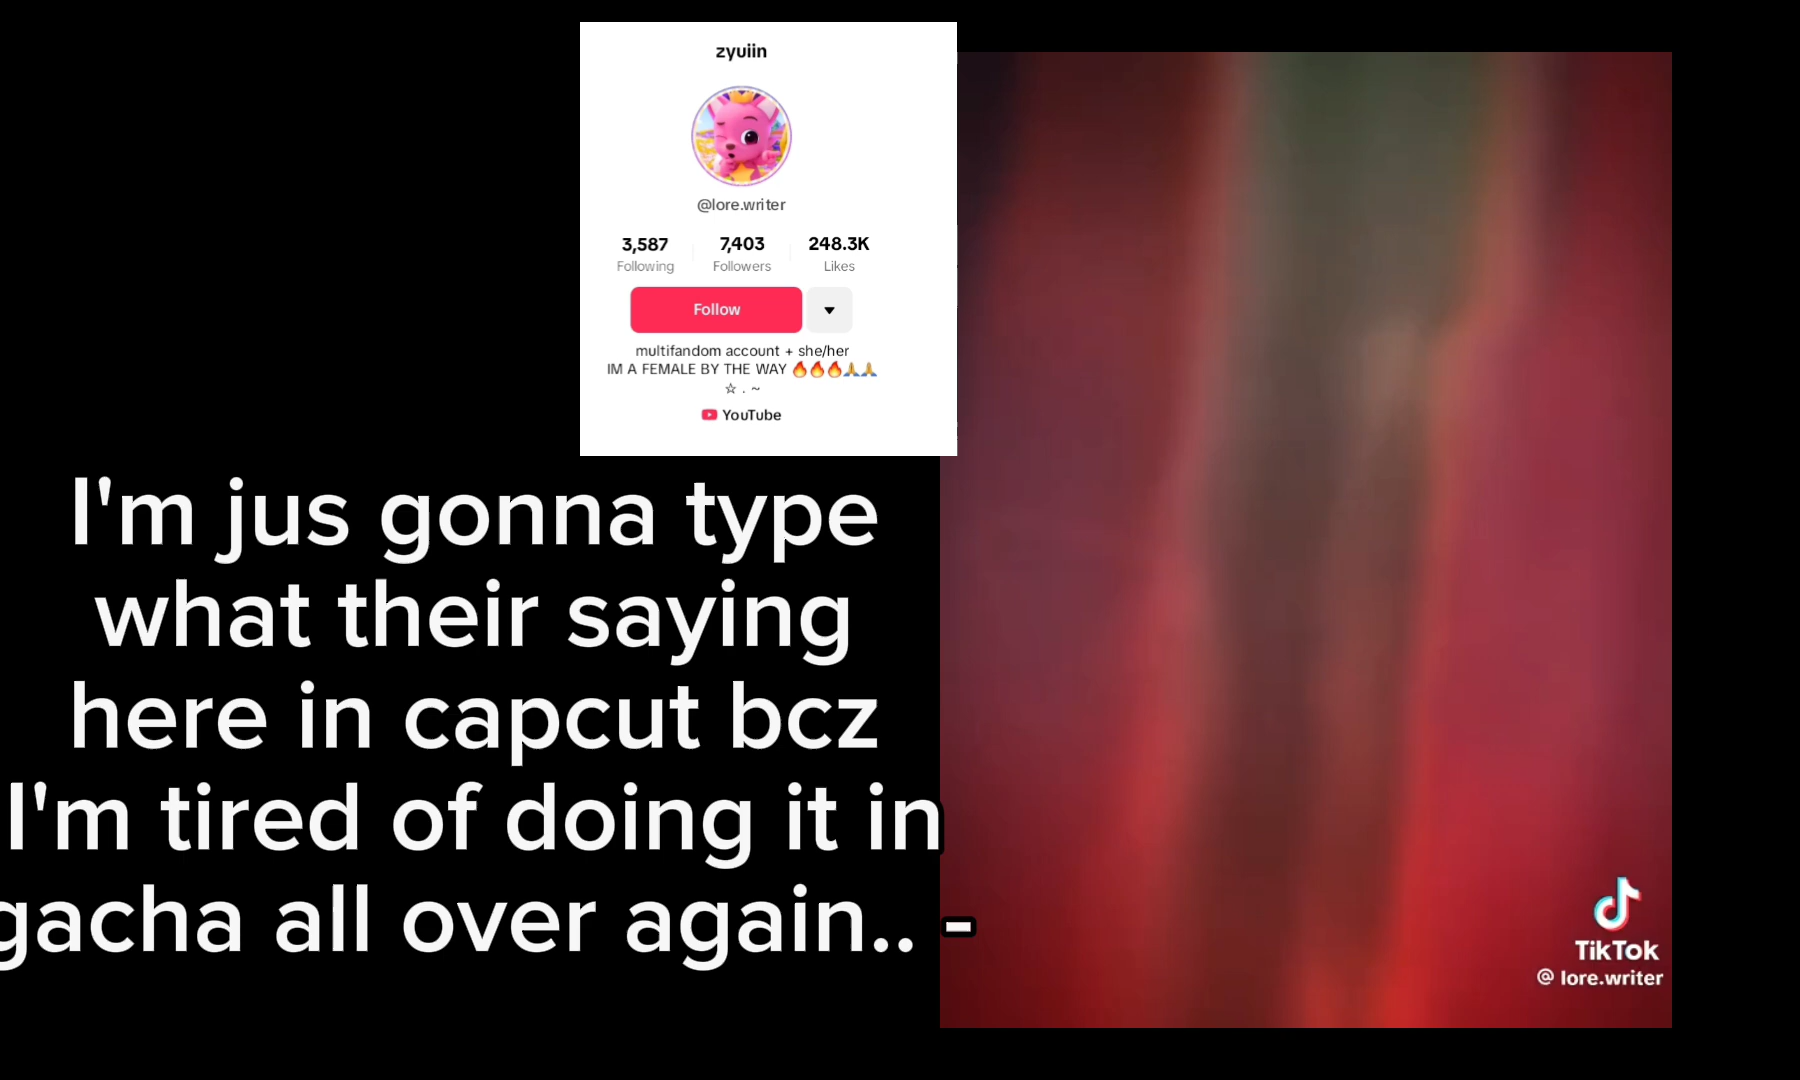 zyuiin
@lore.writer
3,587 7,403 248.3K
Following Followers Likes
Follow
multifandom account + she/her
IM A FEMALE BY THE WAY 🔥🔥🔥🙏🙏
☆ . ~
YouTube
I'm jus gonna type
what their saying
here in capcut bcz
I'm tired of doing it in
gacha all over again.. -
TikTok
@ lore.writer